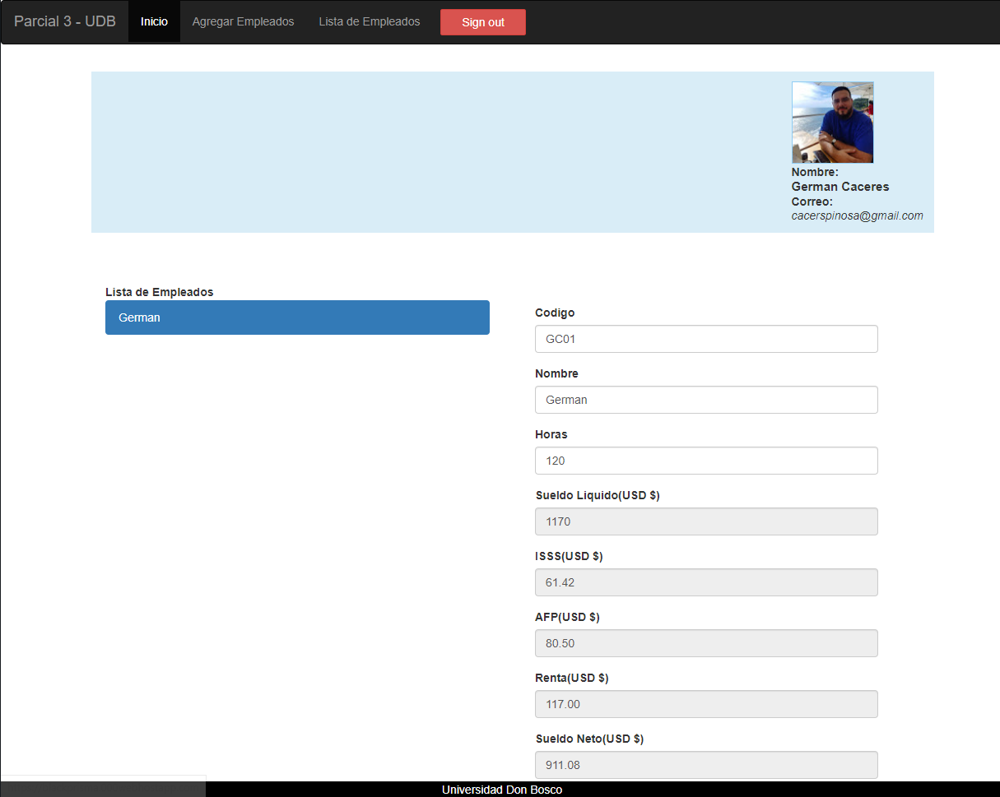 Parcial 3 - UDB Inicio Agregar Empleados Lista de Empleados Sign out
Nombre:
German Caceres
Correo:
cacerspinosa@gmail.com
Lista de Empleados
German
Codigo
GC01
Nombre
German
Horas
120
Sueldo Liquido(USD $)
1170
ISSS(USD $)
61.42
AFP(USD $)
80.50
Renta(USD $)
117.00
Sueldo Neto(USD $)
911.08
Universidad Don Bosco